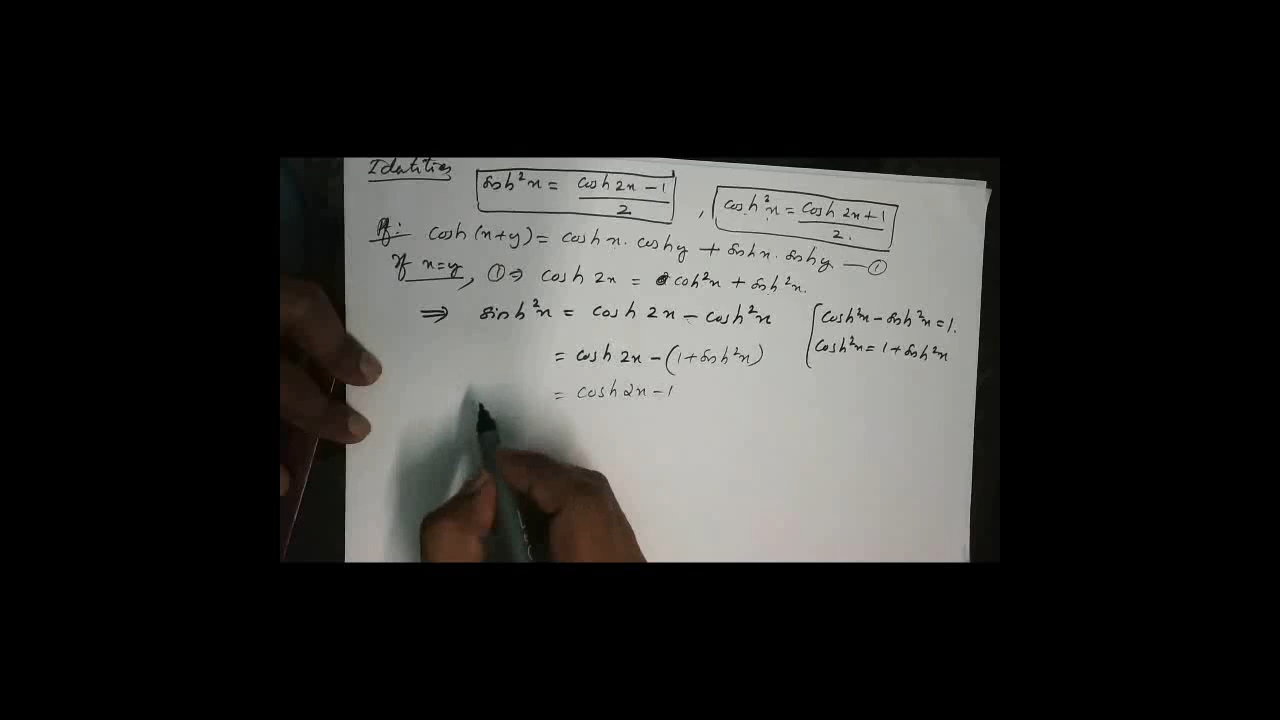 Identities
sinh²x = cosh 2x − 1 / 2 , cosh²x = cosh 2x + 1 / 2.
Pf: cosh (x+y) = cosh x. cosh y + sinh x. sinh y — ①
If x=y, ① ⇒ cosh 2x = coh²x + sinh²x.
⇒ sinh²x = cosh 2x − cosh²x
cosh²x − sinh²x = 1.
cosh²x = 1 + sinh²x
= cosh 2x − (1 + sinh²x)
= cosh 2x − 1